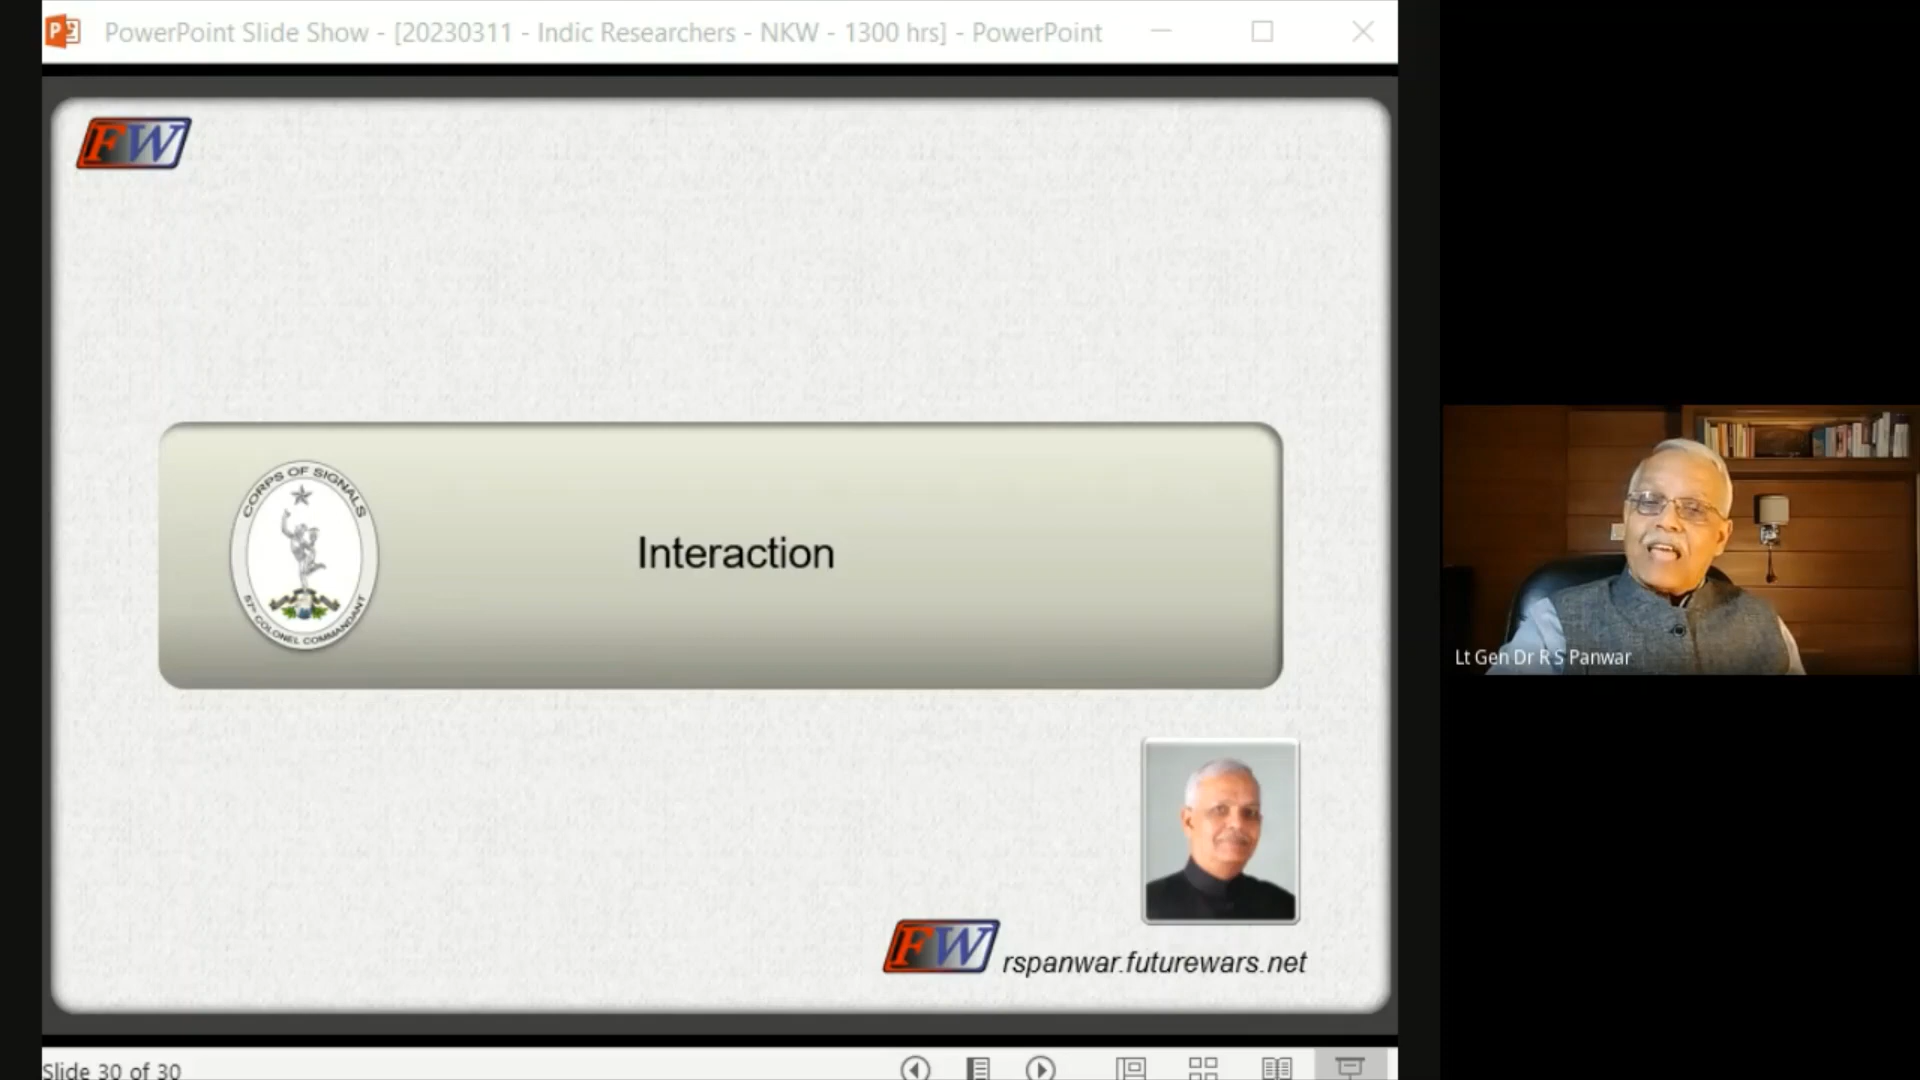 PowerPoint Slide Show - [20230311 - Indic Researchers - NKW - 1300 hrs] - PowerPoint
FW
CORPS OF SIGNALS
57th COLONEL COMMANDANT
Interaction
Lt Gen Dr R S Panwar
FW rspanwar.futurewars.net
Slide 30 of 30